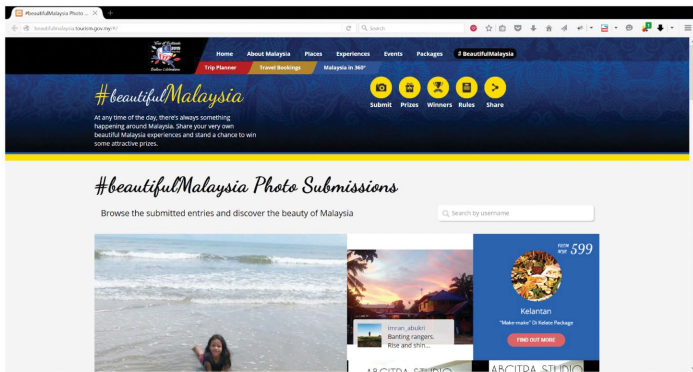 #beautifulMalaysia Photo ...
beautifulmalaysia.tourism.gov.my/#/
Search
Home About Malaysia Places Experiences Events Packages #BeautifulMalaysia
Trip Planner Travel Bookings Malaysia in 360°
Endless Celebrations
#beautifulMalaysia
At any time of the day, there's always something
happening around Malaysia. Share your very own
beautiful Malaysia experiences and stand a chance to win
some attractive prizes.
Submit Prizes Winners Rules Share
#beautifulMalaysia Photo Submissions
Browse the submitted entries and discover the beauty of Malaysia
Search by username
imran_abukri
Banting rangers.
Rise and shin...
599
Kelantan
"Make-make" Di Kelate Package
FIND OUT MORE
ABCITRA STUDIO
ABCITRA STUDIO